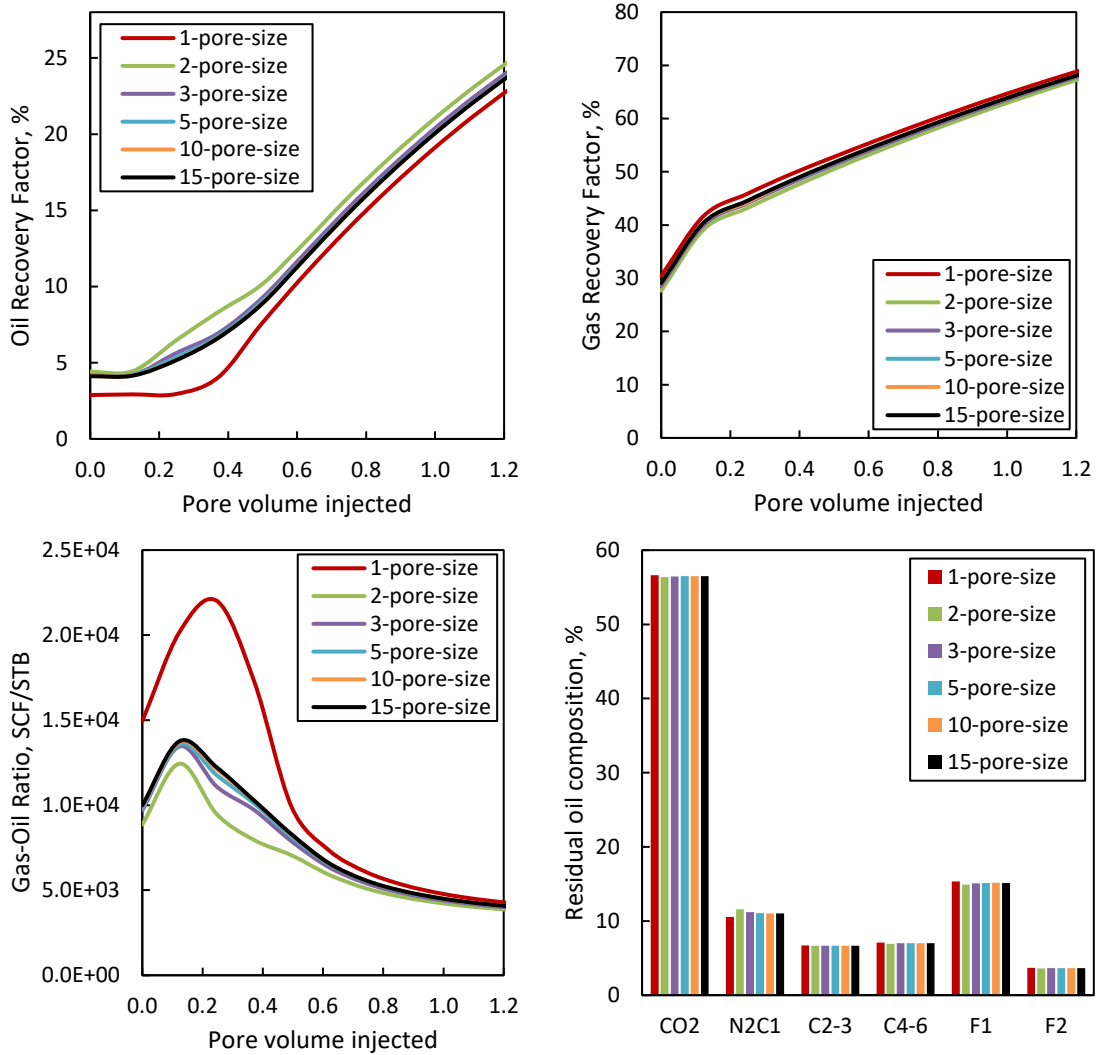 Oil Recovery Factor, %
25
20
15
10
5
0
1-pore-size
2-pore-size
3-pore-size
5-pore-size
10-pore-size
15-pore-size
0.0 0.2 0.4 0.6 0.8 1.0 1.2
Pore volume injected
Gas Recovery Factor, %
80
70
60
50
40
30
20
10
0
1-pore-size
2-pore-size
3-pore-size
5-pore-size
10-pore-size
15-pore-size
0.0 0.2 0.4 0.6 0.8 1.0 1.2
Pore volume injected
Gas-Oil Ratio, SCF/STB
2.5E+04
2.0E+04
1.5E+04
1.0E+04
5.0E+03
0.0E+00
1-pore-size
2-pore-size
3-pore-size
5-pore-size
10-pore-size
15-pore-size
0.0 0.2 0.4 0.6 0.8 1.0 1.2
Pore volume injected
Residual oil composition, %
60
50
40
30
20
10
0
1-pore-size
2-pore-size
3-pore-size
5-pore-size
10-pore-size
15-pore-size
CO2 N2C1 C2-3 C4-6 F1 F2